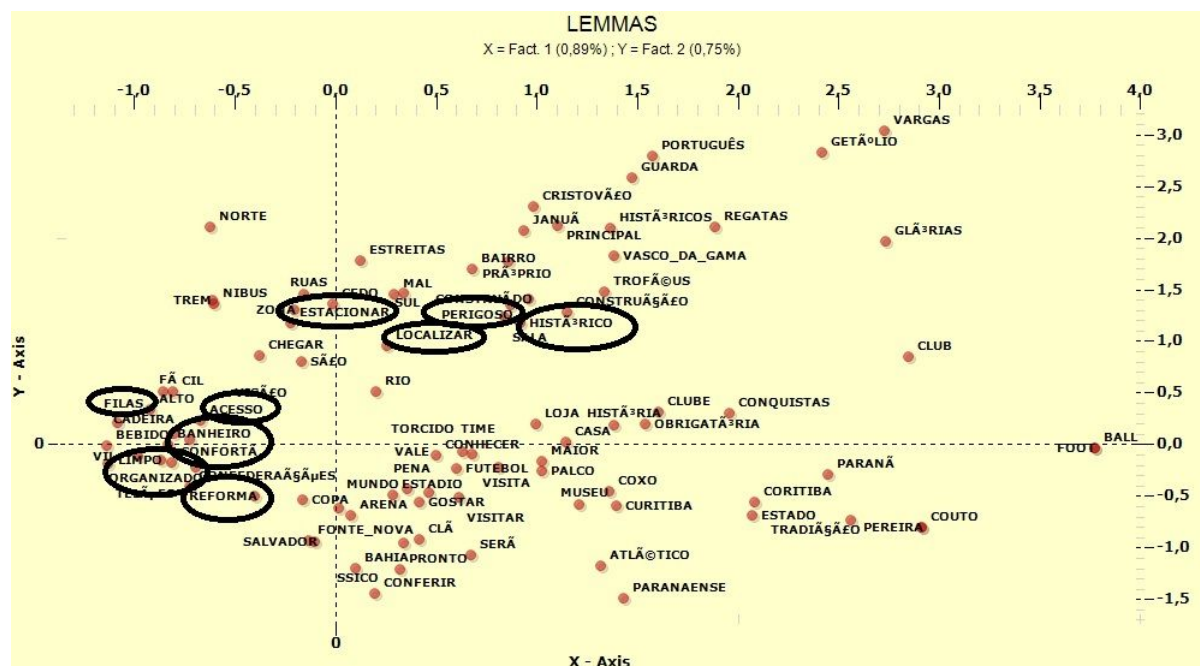 LEMMAS
X = Fact. 1 (0,89%) ; Y = Fact. 2 (0,75%)
-1,0 -0,5 0,0 0,5 1,0 1,5 2,0 2,5 3,0 3,5 4,0
VARGAS
3,0
GETÃºLIO
PORTUGUÊS
GUARDA
2,5
CRISTOVÃ£O
NORTE
JANUÃ
HISTÃ³RICOS
REGATAS
PRINCIPAL
GLÃ³RIAS
2,0
ESTREITAS
BAIRRO
VASCO_DA_GAMA
PRÃ³PRIO
RUAS
MAL
TROFÃ©US
TREM
NIBUS
CEDO
1,5
SUL
CONSTRUÃ§Ã£O
ESTACIONAR
PERIGOSO
HISTÃ³RICO
LOCALIZAR
SALA
1,0
CHEGAR
SÃ£O
CLUB
RIO
FÃ CIL
0,5
FILAS
ALTO
ACESSO
CADEIRA
LOJA
HISTÃ³RIA
CLUBE
CONQUISTAS
BEBIDO
BANHEIRO
TORCIDO
TIME
CASA
OBRIGATÃ³RIA
CONFORTÃ
VALE
CONHECER
MAIOR
FOOT
BALL
0 0,0
LIMPO
ORGANIZADO
PENA
FUTEBOL
VISITA
PALCO
PARANÃ
REFORMA
COPA
MUNDO
ESTADIO
GOSTAR
MUSEU
COXO
CURITIBA
CORITIBA
-0,5
ARENA
VISITAR
ESTADO
TRADIÃ§Ã£O
PEREIRA
COUTO
SALVADOR
FONTE_NOVA
CLÃ
SERÃ
BAHIA
PRONTO
ATLÃ©TICO
-1,0
SSICO
CONFERIR
PARANAENSE
-1,5
0
Y - Axis
X - Axis